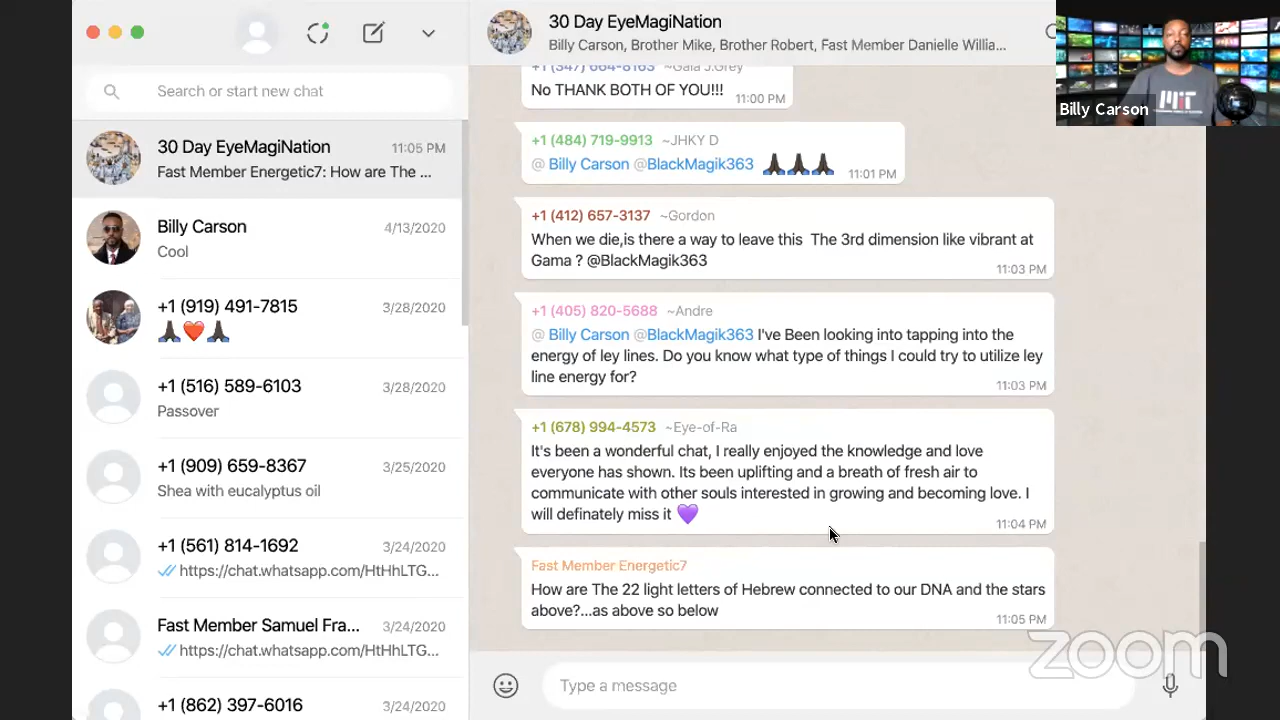 Search or start new chat
30 Day EyeMagiNation
11:05 PM
Fast Member Energetic7: How are The ...
Billy Carson
4/13/2020
Cool
+1 (919) 491-7815
3/28/2020
🙏🏿❤️🙏🏿
+1 (516) 589-6103
3/28/2020
Passover
+1 (909) 659-8367
3/25/2020
Shea with eucalyptus oil
+1 (561) 814-1692
3/24/2020
https://chat.whatsapp.com/HtHhLTG...
Fast Member Samuel Fra...
3/24/2020
https://chat.whatsapp.com/HtHhLTG...
+1 (862) 397-6016
3/24/2020
30 Day EyeMagiNation
Billy Carson, Brother Mike, Brother Robert, Fast Member Danielle Willia...
+1 (347) 664-8163 ~Gaia J.Grey
No THANK BOTH OF YOU!!!
11:00 PM
+1 (484) 719-9913 ~JHKY D
@ Billy Carson @BlackMagik363 🙏🏿🙏🏿🙏🏿
11:01 PM
+1 (412) 657-3137 ~Gordon
When we die,is there a way to leave this The 3rd dimension like vibrant at
Gama ? @BlackMagik363
11:03 PM
+1 (405) 820-5688 ~Andre
@ Billy Carson @BlackMagik363 I've Been looking into tapping into the
energy of ley lines. Do you know what type of things I could try to utilize ley
line energy for?
11:03 PM
+1 (678) 994-4573 ~Eye-of-Ra
It's been a wonderful chat, I really enjoyed the knowledge and love
everyone has shown. Its been uplifting and a breath of fresh air to
communicate with other souls interested in growing and becoming love. I
will definately miss it 💜
11:04 PM
Fast Member Energetic7
How are The 22 light letters of Hebrew connected to our DNA and the stars
above?...as above so below
11:05 PM
Type a message
MIT
Billy Carson
zoom